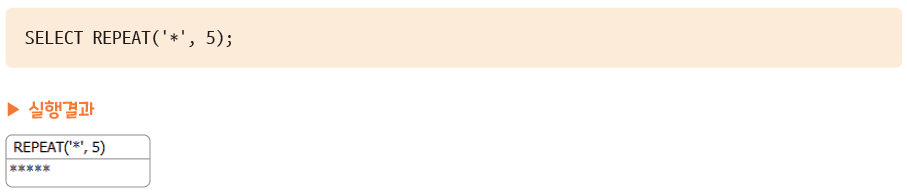 SELECT REPEAT('*', 5);
▶ 실행결과
REPEAT('*', 5)
*****